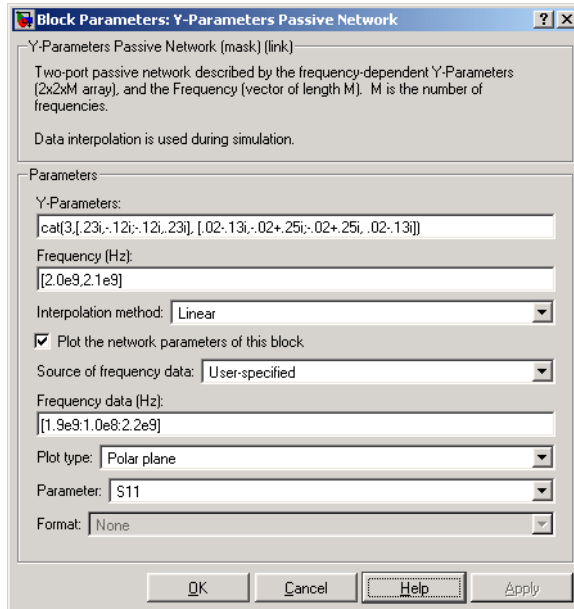 Block Parameters: Y-Parameters Passive Network
Y-Parameters Passive Network (mask) (link)
Two-port passive network described by the frequency-dependent Y-Parameters
(2x2xM array), and the Frequency (vector of length M). M is the number of
frequencies.
Data interpolation is used during simulation.
Parameters
Y-Parameters:
cat(3,[.23i,-.12i;-.12i,.23i], [.02-.13i,-.02+.25i;-.02+.25i, .02-.13i])
Frequency (Hz):
[2.0e9,2.1e9]
Interpolation method: Linear
Plot the network parameters of this block
Source of frequency data: User-specified
Frequency data (Hz):
[1.9e9:1.0e8:2.2e9]
Plot type: Polar plane
Parameter: S11
Format: None
OK Cancel Help Apply